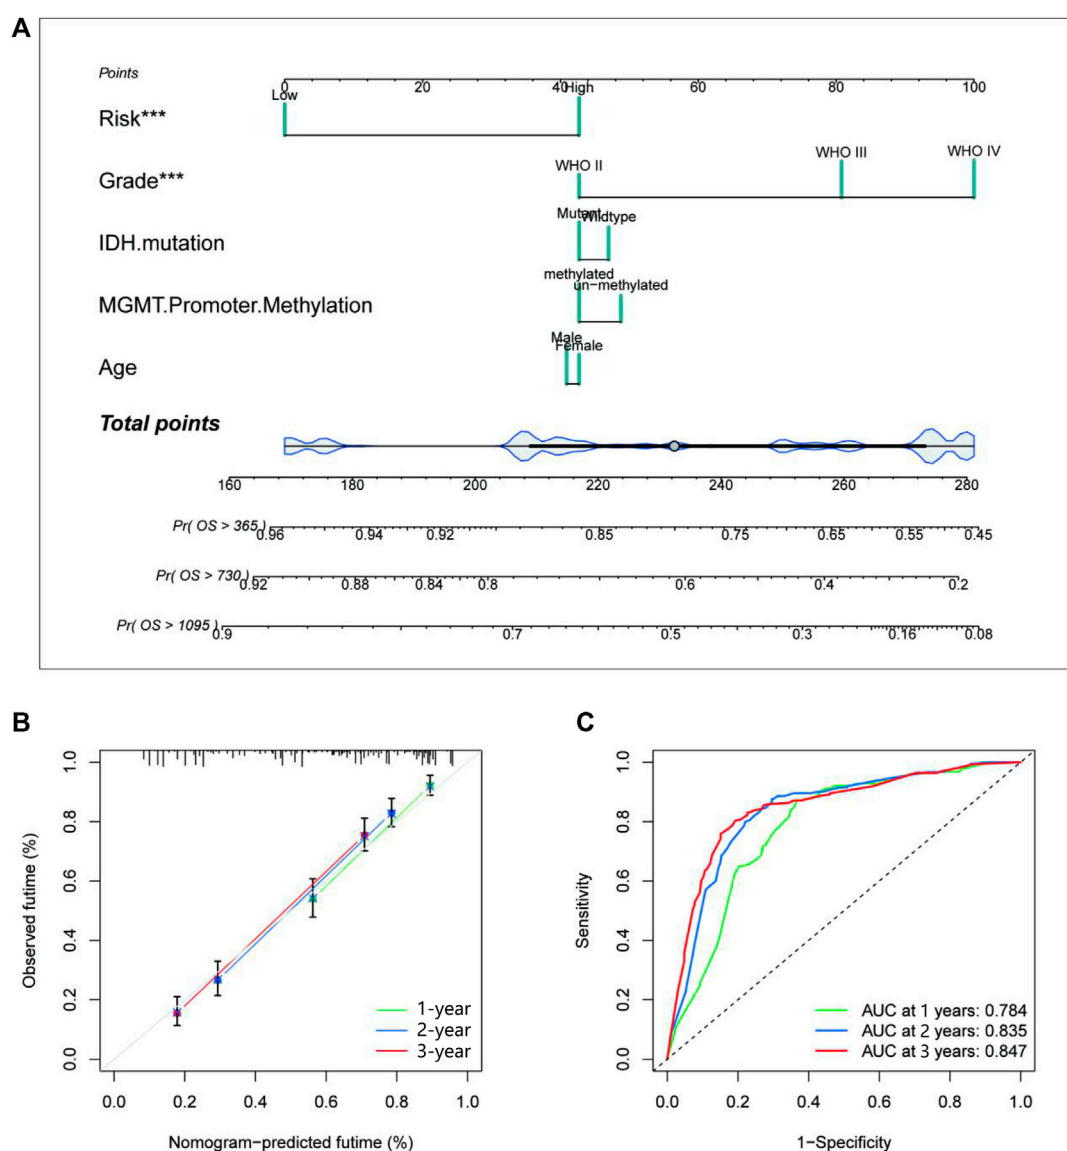 A
Points
0 20 40 60 80 100
Low High
Risk***
WHO II WHO III WHO IV
Grade***
Mutant Wildtype
IDH.mutation
methylated
un-methylated
MGMT.Promoter.Methylation
Male
Female
Age
Total points
160 180 200 220 240 260 280
Pr( OS > 365 )
0.96 0.94 0.92 0.85 0.75 0.65 0.55 0.45
Pr( OS > 730 )
0.92 0.88 0.84 0.8 0.6 0.4 0.2
Pr( OS > 1095 )
0.9 0.7 0.5 0.3 0.16 0.08
B
Observed futime (%)
1.0
0.8
0.6
0.4
0.2
0.0
1-year
2-year
3-year
0.0 0.2 0.4 0.6 0.8 1.0
Nomogram-predicted futime (%)
C
Sensitivity
1.0
0.8
0.6
0.4
0.2
0.0
AUC at 1 years: 0.784
AUC at 2 years: 0.835
AUC at 3 years: 0.847
0.0 0.2 0.4 0.6 0.8 1.0
1-Specificity